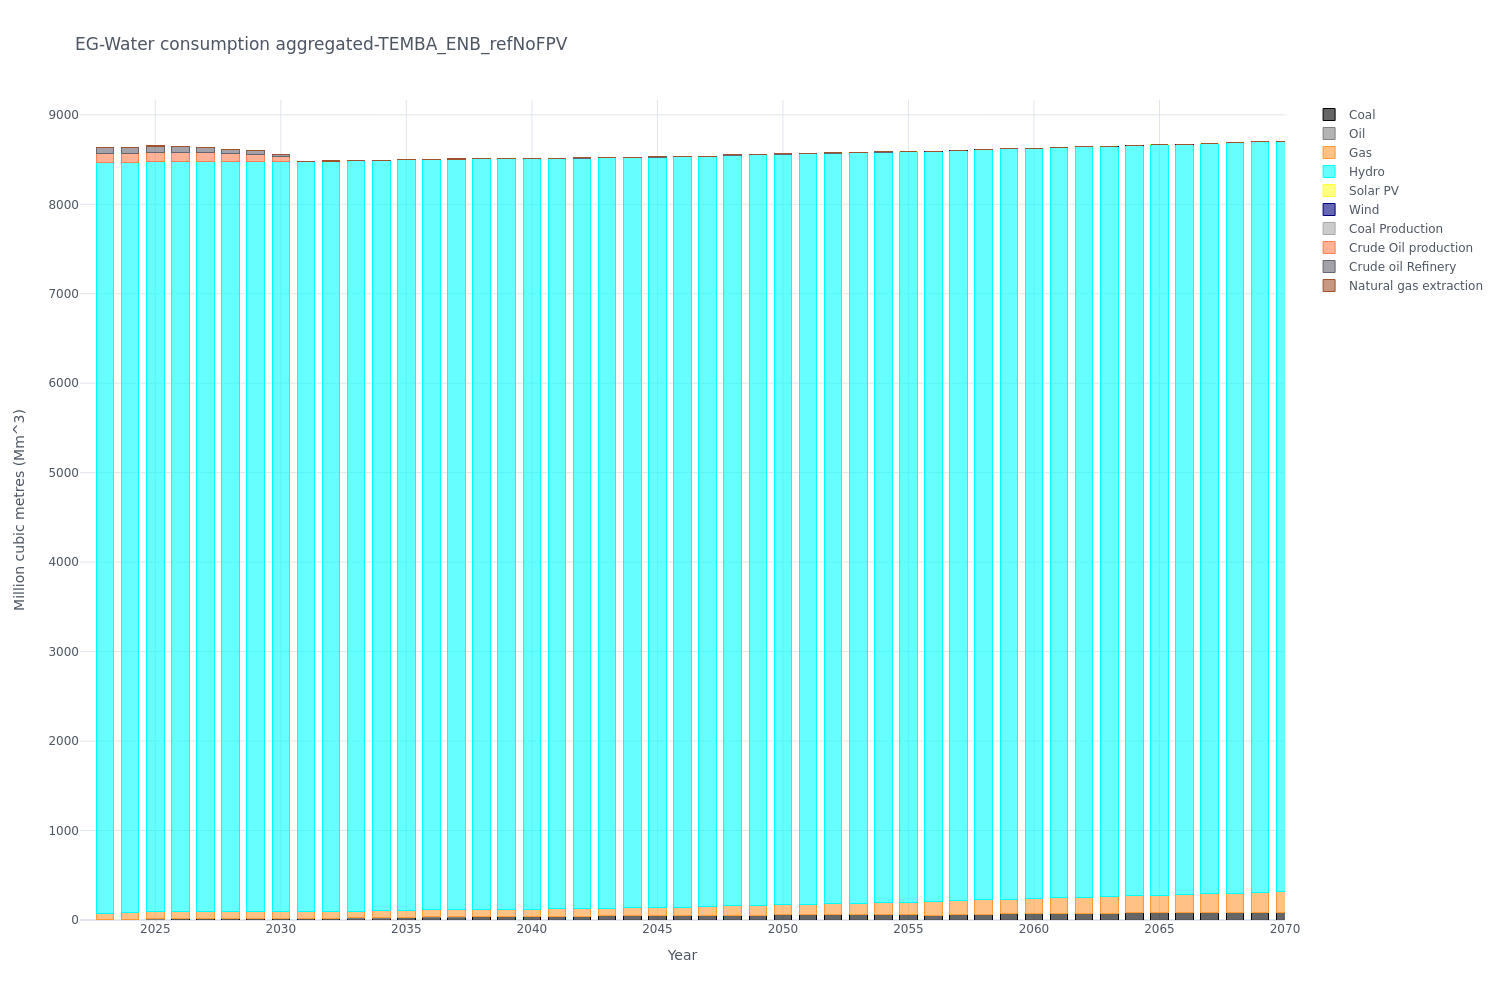 EG-Water consumption aggregated-TEMBA_ENB_refNoFPV
Million cubic metres (Mm^3)
9000
8000
7000
6000
5000
4000
3000
2000
1000
0
2025
2030
2035
2040
2045
2050
2055
2060
2065
2070
Year
Coal
Oil
Gas
Hydro
Solar PV
Wind
Coal Production
Crude Oil production
Crude oil Refinery
Natural gas extraction